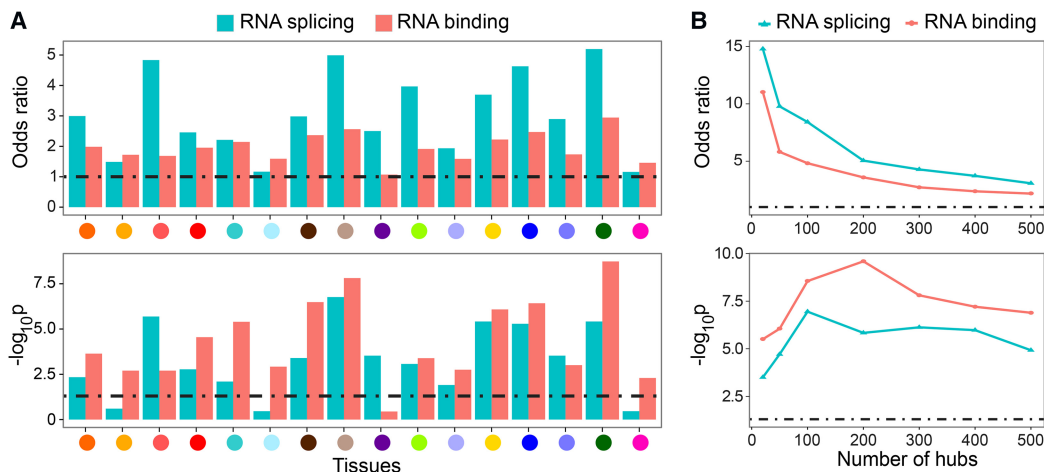 A
RNA splicing RNA binding
Odds ratio
5
4
3
2
1
0
-log10p
7.5
5.0
2.5
0
Tissues
B
RNA splicing RNA binding
Odds ratio
15
10
5
0 100 200 300 400 500
-log10p
10.0
7.5
5.0
2.5
0 100 200 300 400 500
Number of hubs